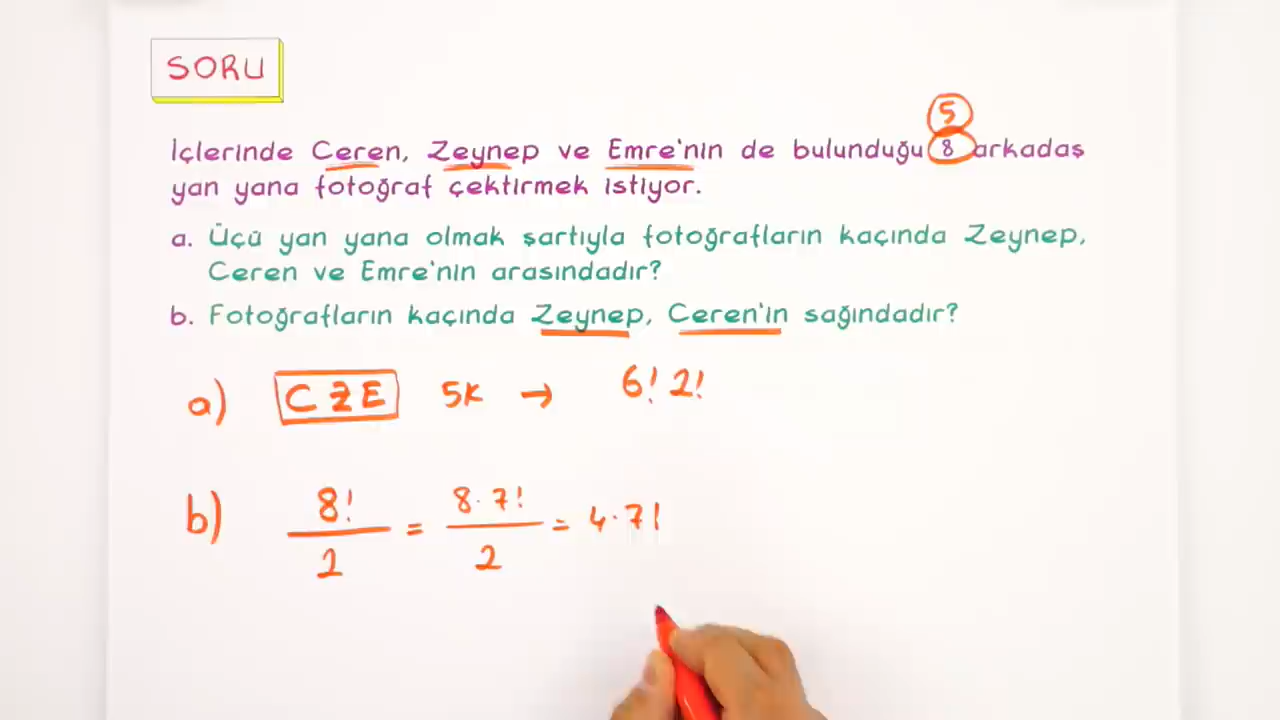 SORU
5
İçlerinde Ceren, Zeynep ve Emre'nin de bulunduğu 8 arkadaş
yan yana fotoğraf çektirmek istiyor.
a. Üçü yan yana olmak şartıyla fotoğrafların kaçında Zeynep,
Ceren ve Emre'nin arasındadır?
b. Fotoğrafların kaçında Zeynep, Ceren'in sağındadır?
a) CZE 5K → 6! 2!
b) 8!/2 = 8·7!/2 = 4·7!